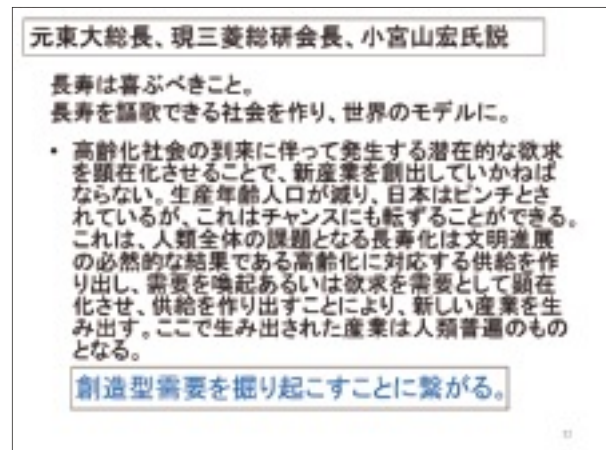 元東大総長、現三菱総研会長、小宮山宏氏説
長寿は喜ぶべきこと。
長寿を謳歌できる社会を作り、世界のモデルに。
• 高齢化社会の到来に伴って発生する潜在的な欲求
を顕在化させることで、新産業を創出していかねば
ならない。生産年齢人口が減り、日本はピンチとさ
れているが、これはチャンスにも転ずることができる。
これは、人類全体の課題となる長寿化は文明進展
の必然的な結果である高齢化に対応する供給を作
り出し、需要を喚起あるいは欲求を需要として顕在
化させ、供給を作り出すことにより、新しい産業を生
み出す。ここで生み出された産業は人類普遍のもの
となる。
創造型需要を掘り起こすことに繋がる。